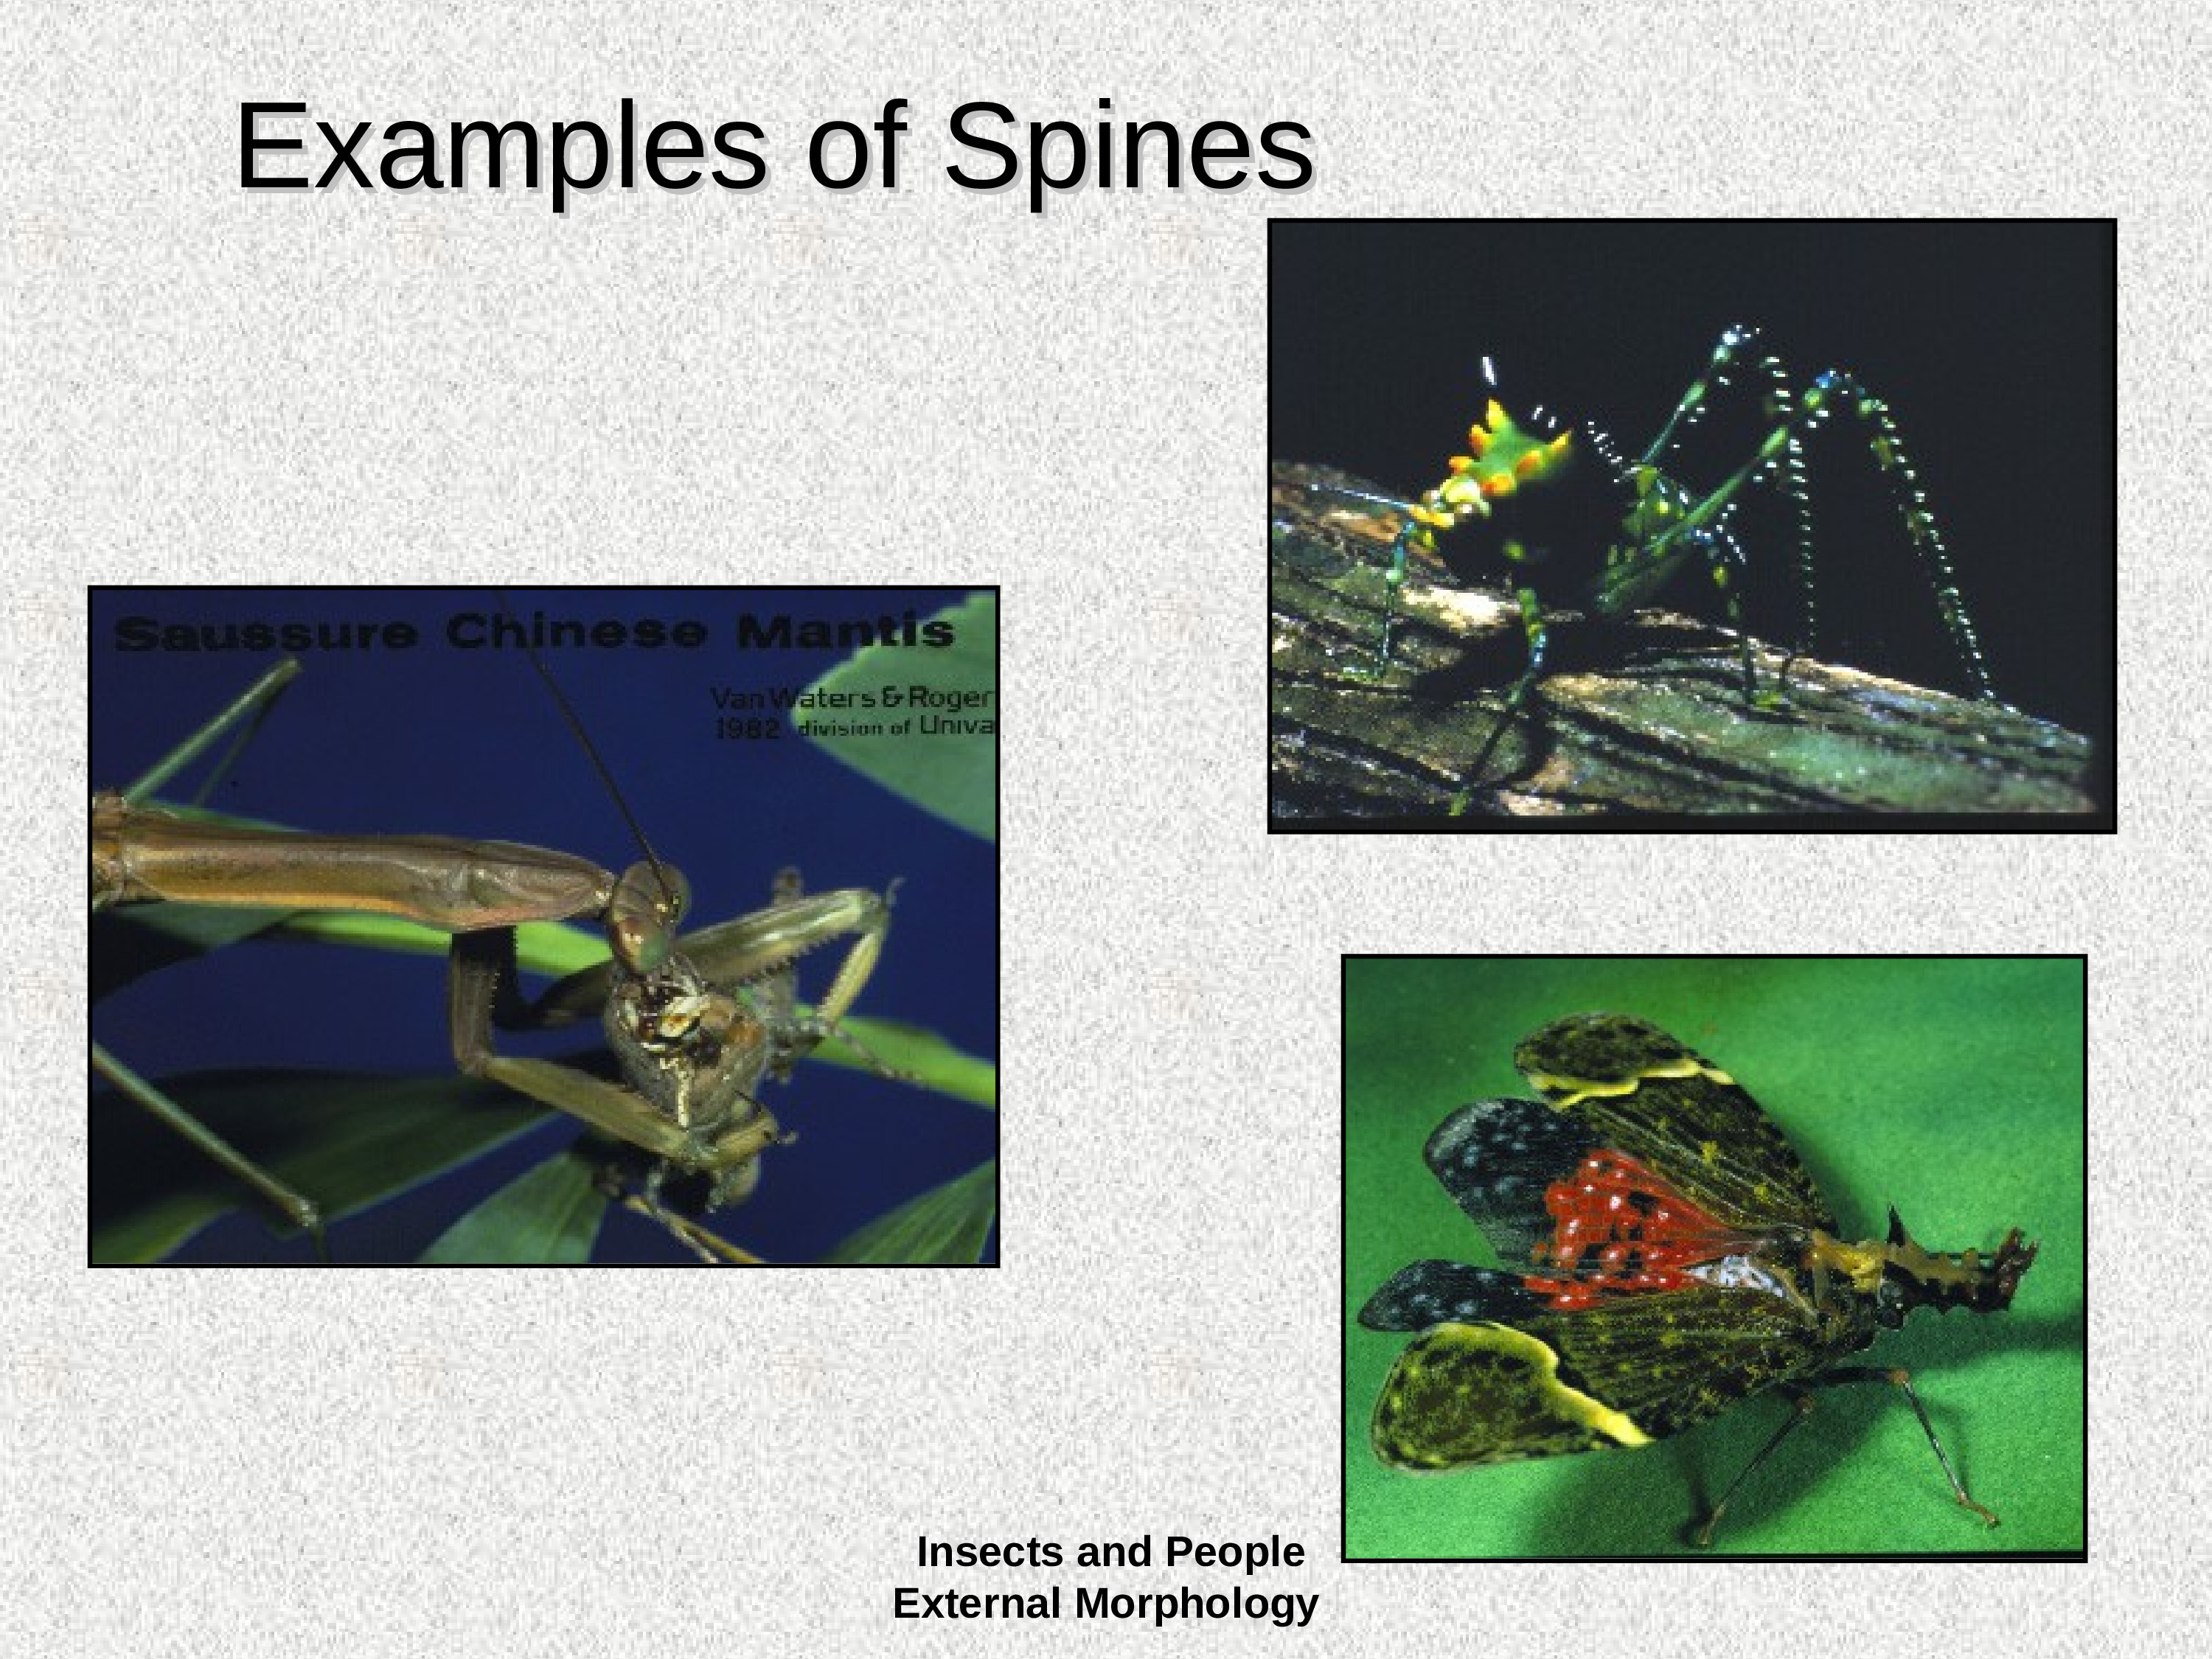 Examples of Spines
Saussure Chinese Mantis
Van Waters & Roger
1982 division of Univa
Insects and People
External Morphology